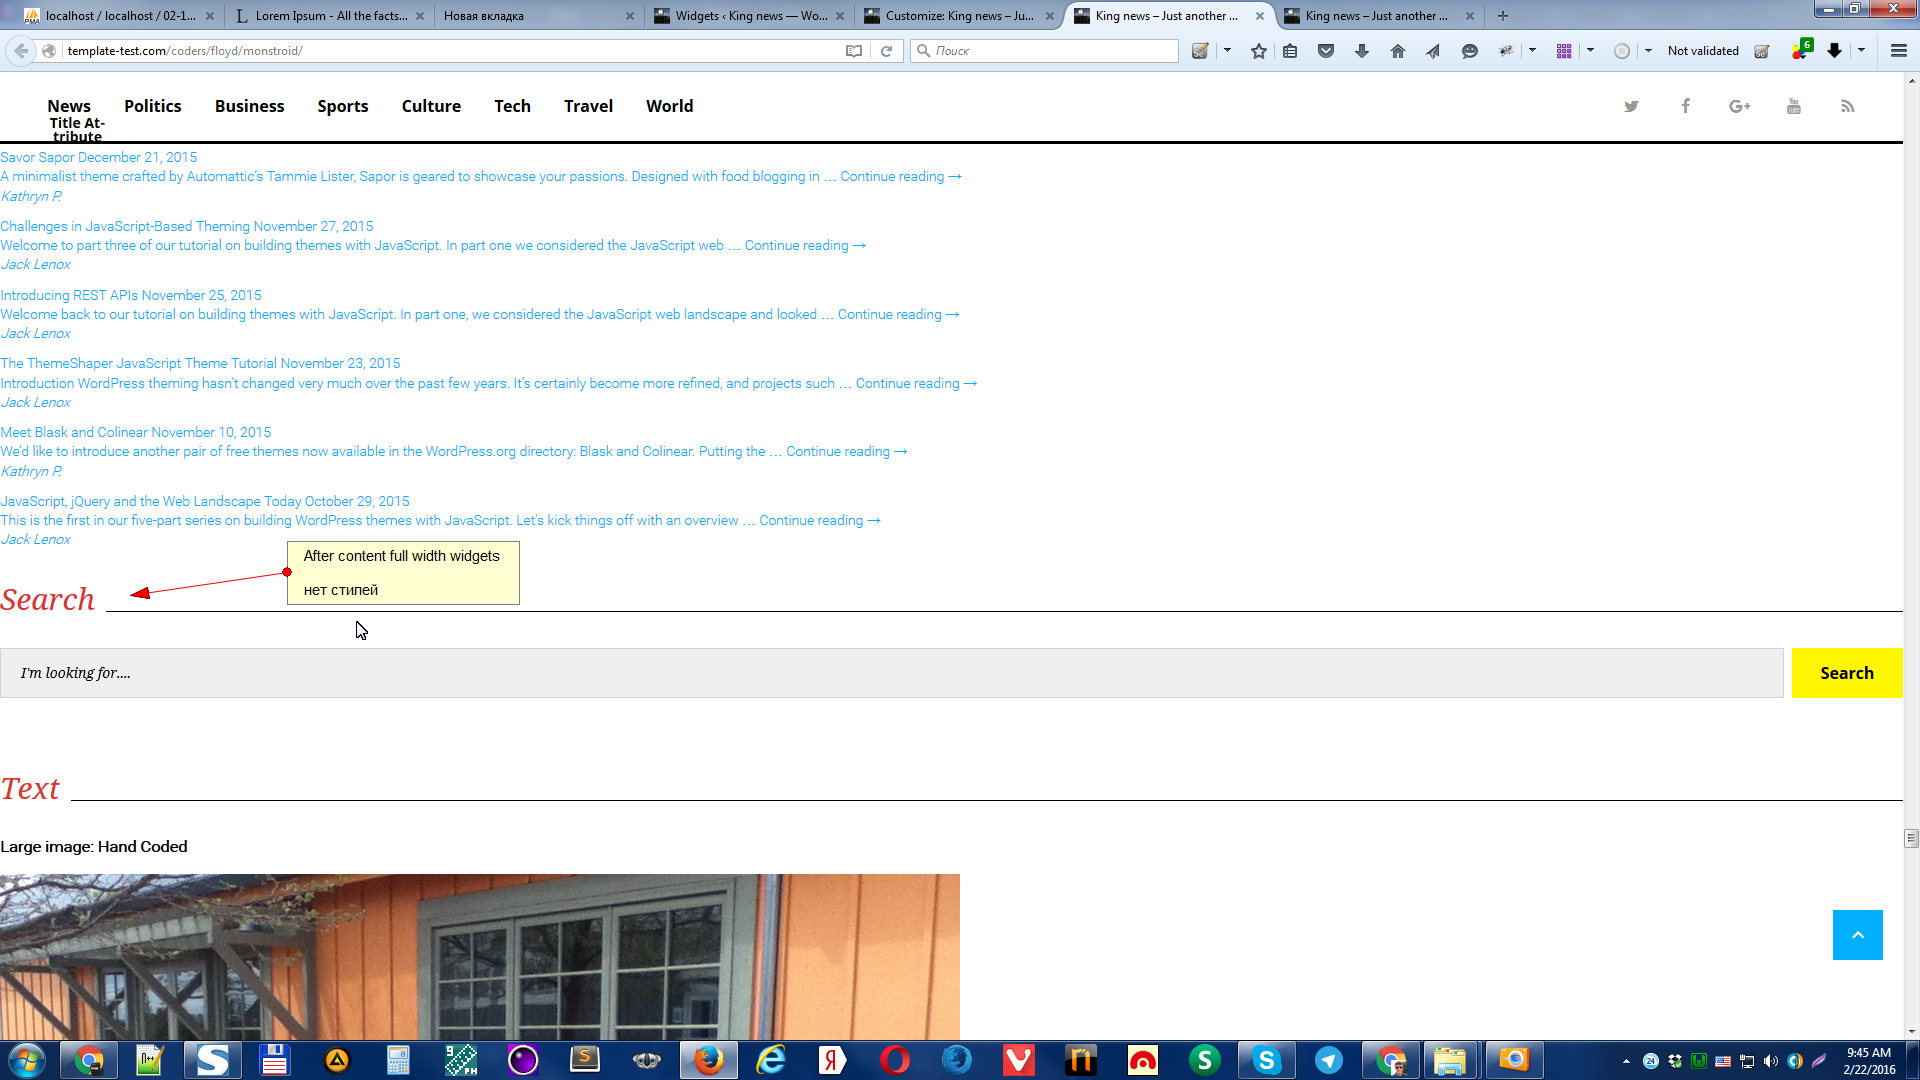 localhost / localhost / 02-1...
Lorem Ipsum - All the facts...
Новая вкладка
Widgets ‹ King news — Wo...
Customize: King news – Ju...
King news – Just another ...
King news – Just another ...
template-test.com/coders/floyd/monstroid/
Поиск
Not validated
6
News Politics Business Sports Culture Tech Travel World
Title At-
tribute
Savor Sapor December 21, 2015
A minimalist theme crafted by Automattic’s Tammie Lister, Sapor is geared to showcase your passions. Designed with food blogging in … Continue reading →
Kathryn P.
Challenges in JavaScript-Based Theming November 27, 2015
Welcome to part three of our tutorial on building themes with JavaScript. In part one we considered the JavaScript web … Continue reading →
Jack Lenox
Introducing REST APIs November 25, 2015
Welcome back to our tutorial on building themes with JavaScript. In part one, we considered the JavaScript web landscape and looked … Continue reading →
Jack Lenox
The ThemeShaper JavaScript Theme Tutorial November 23, 2015
Introduction WordPress theming hasn’t changed very much over the past few years. It’s certainly become more refined, and projects such … Continue reading →
Jack Lenox
Meet Blask and Colinear November 10, 2015
We’d like to introduce another pair of free themes now available in the WordPress.org directory: Blask and Colinear. Putting the … Continue reading →
Kathryn P.
JavaScript, jQuery and the Web Landscape Today October 29, 2015
This is the first in our five-part series on building WordPress themes with JavaScript. Let’s kick things off with an overview … Continue reading →
Jack Lenox
After content full width widgets
нет стилей
Search
I'm looking for....
Search
Text
Large image: Hand Coded
9:45 AM
2/22/2016